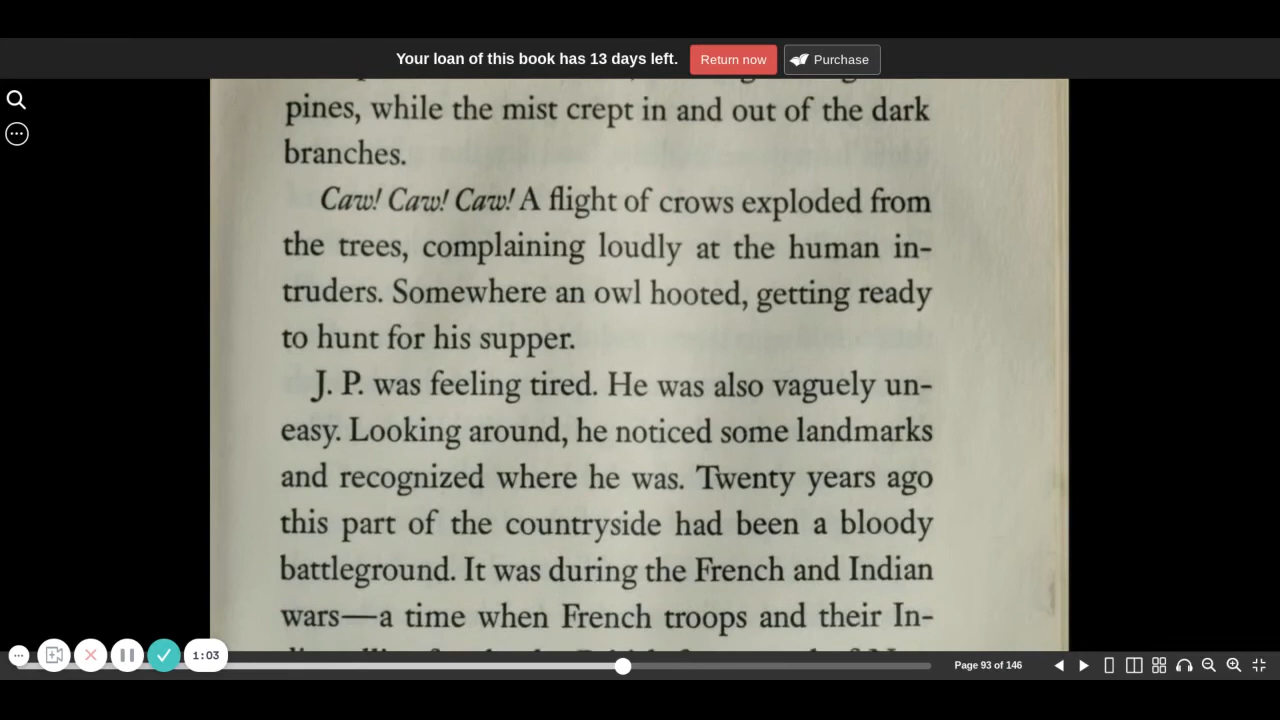 Your loan of this book has 13 days left. Return now Purchase
pines, while the mist crept in and out of the dark
branches.
Caw! Caw! Caw! A flight of crows exploded from
the trees, complaining loudly at the human in-
truders. Somewhere an owl hooted, getting ready
to hunt for his supper.
J. P. was feeling tired. He was also vaguely un-
easy. Looking around, he noticed some landmarks
and recognized where he was. Twenty years ago
this part of the countryside had been a bloody
battleground. It was during the French and Indian
wars—a time when French troops and their In-
1:03
Page 93 of 146